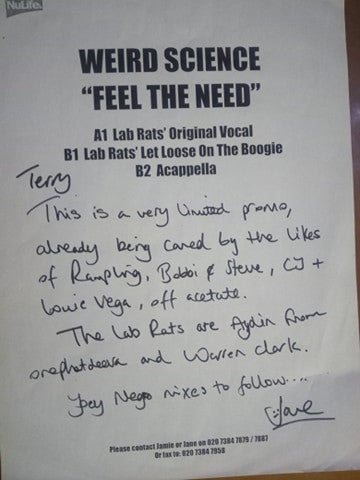 NuLife.
WEIRD SCIENCE
“FEEL THE NEED”
A1 Lab Rats’ Original Vocal
B1 Lab Rats’ Let Loose On The Boogie
B2 Acappella
Terry
This is a very limited promo,
already being caned by the likes
of Rampling, Bobbi & Steve, CJ +
Louie Vega, off acetate.
The Lab Rats are Aydin from
onephatdeeva and Warren Clark.
Joey Negro mixes to follow....
Jane
Please contact Jamie or Jane on 020 7384 7879 / 7887
Or fax to: 020 7384 7958